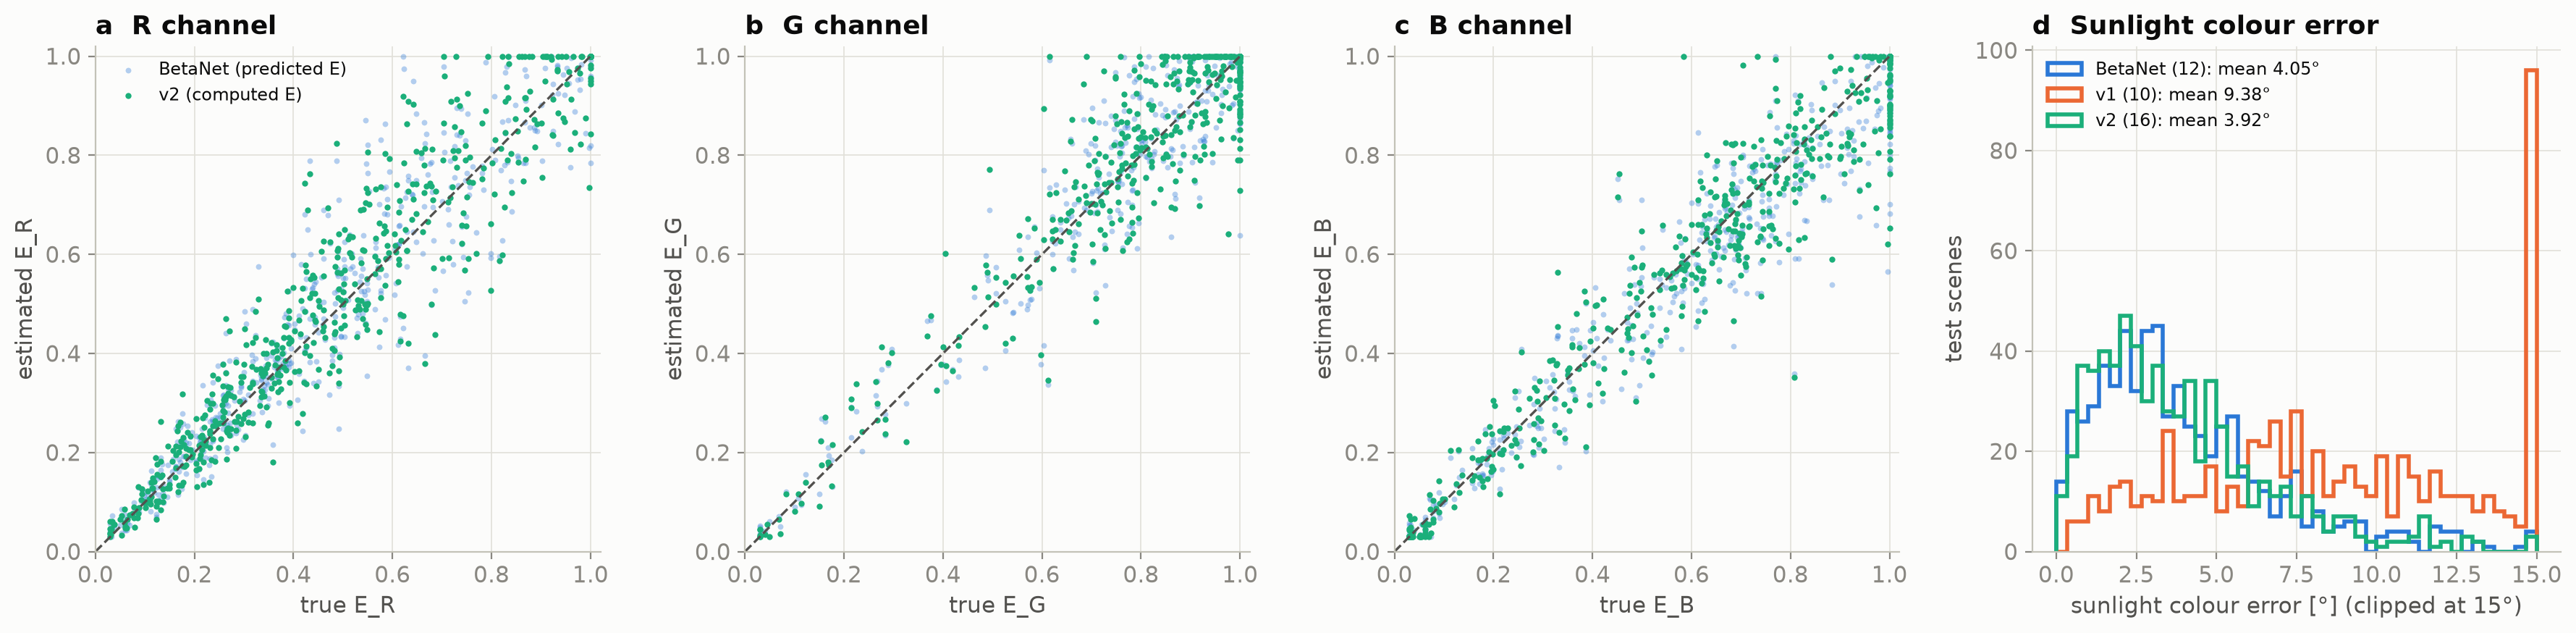 a R channel
1.0
0.8
0.6
0.4
0.2
0.0
estimated E_R
BetaNet (predicted E)
v2 (computed E)
0.0 0.2 0.4 0.6 0.8 1.0
true E_R
b G channel
1.0
0.8
0.6
0.4
0.2
0.0
estimated E_G
0.0 0.2 0.4 0.6 0.8 1.0
true E_G
c B channel
1.0
0.8
0.6
0.4
0.2
0.0
estimated E_B
0.0 0.2 0.4 0.6 0.8 1.0
true E_B
d Sunlight colour error
100
80
60
40
20
0
test scenes
BetaNet (12): mean 4.05°
v1 (10): mean 9.38°
v2 (16): mean 3.92°
0.0 2.5 5.0 7.5 10.0 12.5 15.0
sunlight colour error [°] (clipped at 15°)